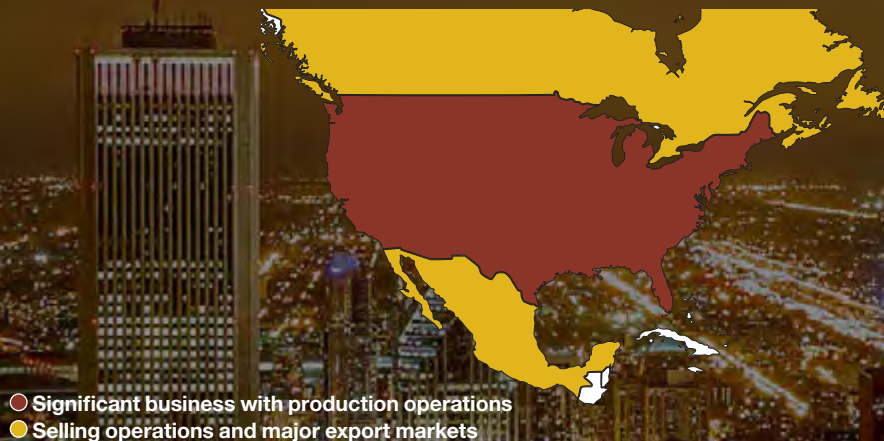 Significant business with production operations
Selling operations and major export markets